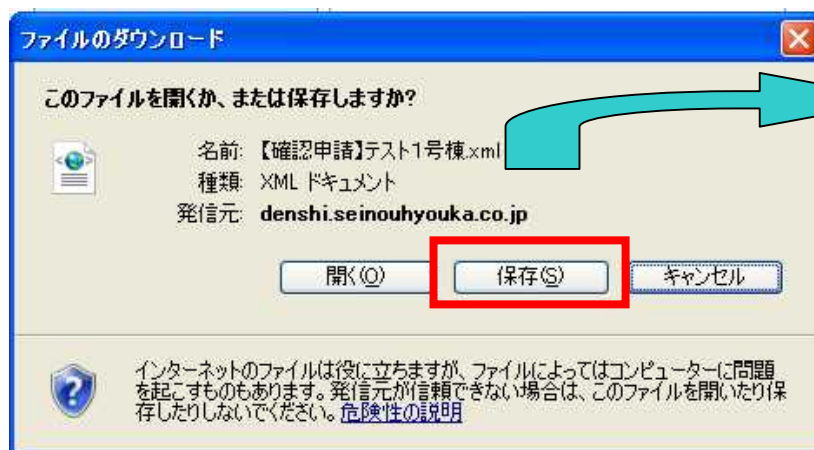 ファイルのダウンロード
このファイルを開くか、または保存しますか?
名前: 【確認申請】テスト1号棟.xml
種類: XML ドキュメント
発信元: denshi.seinouhyouka.co.jp
開く(O) 保存(S) キャンセル
インターネットのファイルは役に立ちますが、ファイルによってはコンピューターに問題
を起こすものもあります。発信元が信頼できない場合は、このファイルを開いたり保
存したりしないでください。危険性の説明